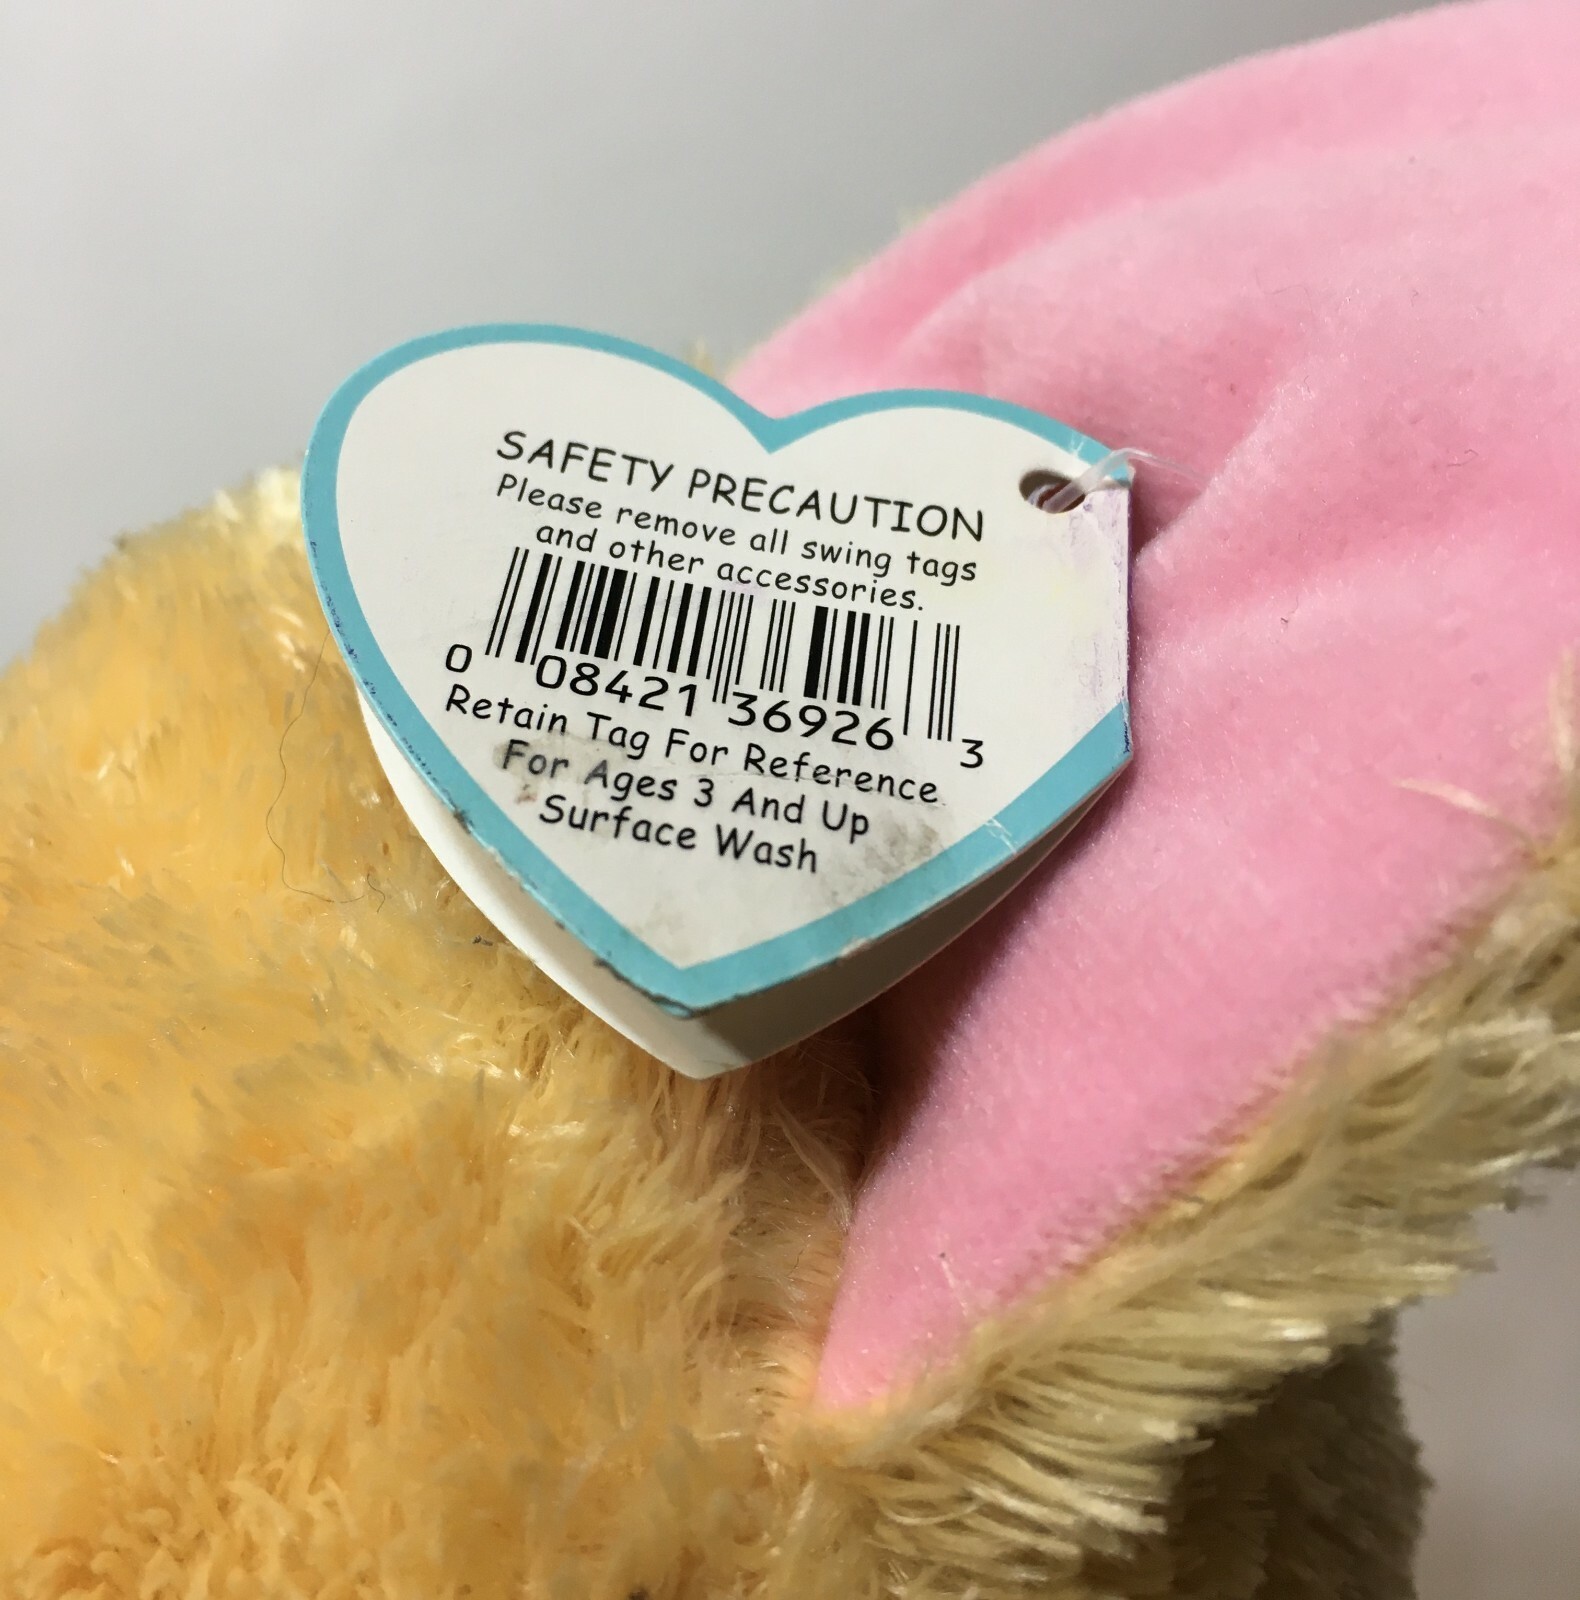 SAFETY PRECAUTION
Please remove all swing tags
and other accessories.
0 08421 36926 3
Retain Tag For Reference
For Ages 3 And Up
Surface Wash